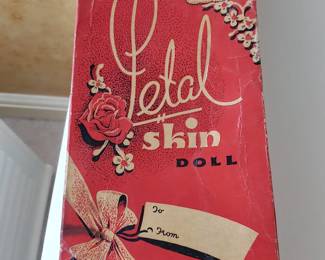 Petal
skin
DOLL
To
From